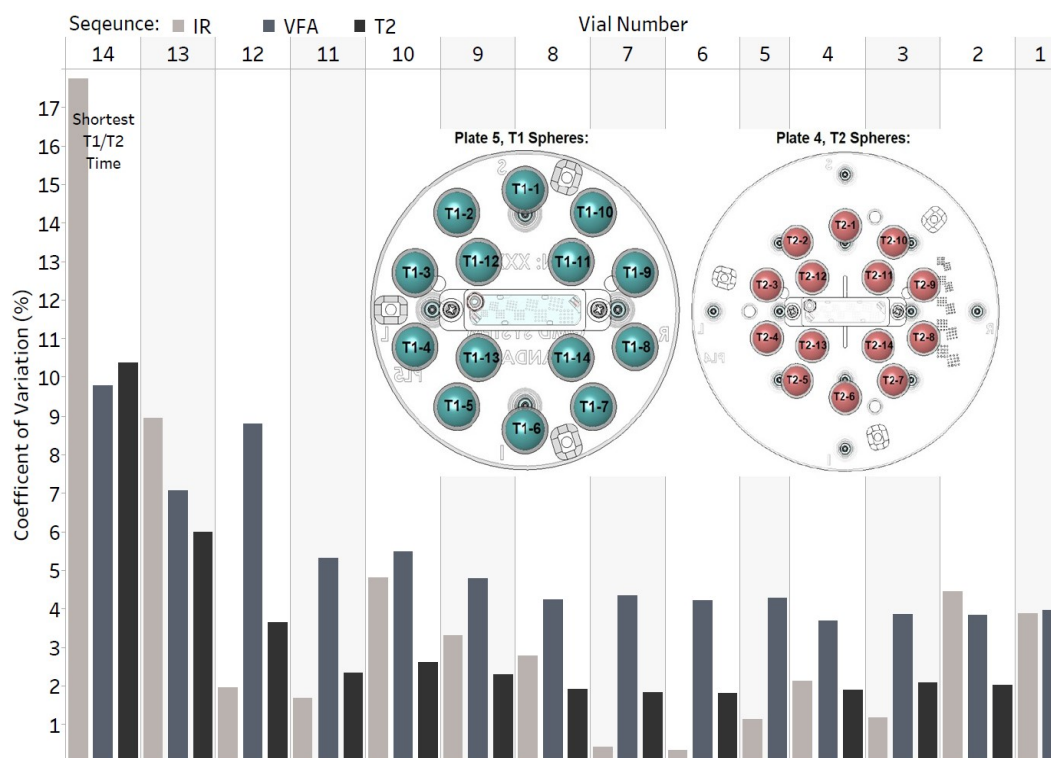 Seqeunce: IR VFA T2 Vial Number
14 13 12 11 10 9 8 7 6 5 4 3 2 1
Coefficent of Variation (%)
17
16
15
14
13
12
11
10
9
8
7
6
5
4
3
2
1
Shortest
T1/T2
Time
Plate 5, T1 Spheres:
S
T1-1
T1-2
T1-10
T1-12
T1-11
T1-3
T1-9
L
R
T1-4
T1-8
T1-13
T1-14
T1-5
T1-7
T1-6
I
Plate 4, T2 Spheres:
S
T2-1
T2-2
T2-10
T2-12
T2-11
T2-3
T2-9
L
R
T2-4
T2-8
T2-13
T2-14
T2-5
T2-7
T2-6
I